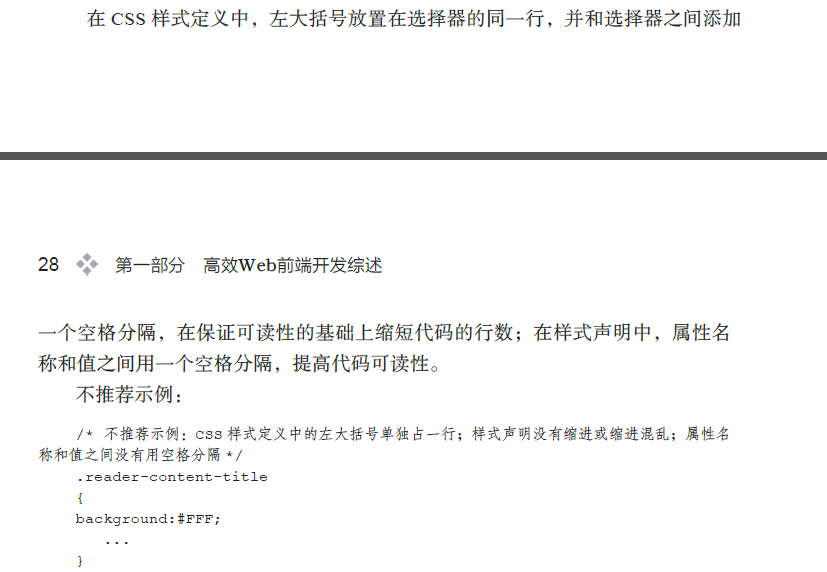 在 CSS 样式定义中，左大括号放置在选择器的同一行，并和选择器之间添加
28 第一部分 高效Web前端开发综述
一个空格分隔，在保证可读性的基础上缩短代码的行数；在样式声明中，属性名
称和值之间用一个空格分隔，提高代码可读性。
不推荐示例：
/* 不推荐示例：CSS 样式定义中的左大括号单独占一行；样式声明没有缩进或缩进混乱；属性名
称和值之间没有用空格分隔 */
.reader-content-title
{
background:#FFF;
...
}